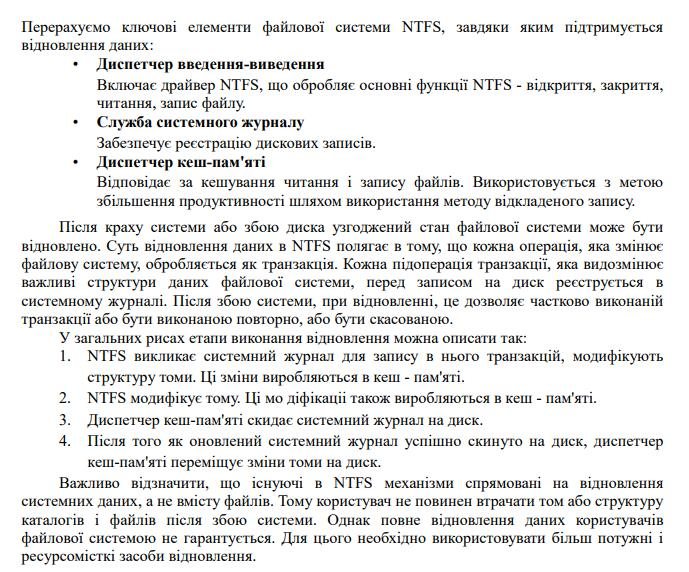 Перерахуємо ключові елементи файлової системи NTFS, завдяки яким підтримується
відновлення даних:
• Диспетчер введення-виведення
Включає драйвер NTFS, що обробляє основні функції NTFS - відкриття, закриття,
читання, запис файлу.
• Служба системного журналу
Забезпечує реєстрацію дискових записів.
• Диспетчер кеш-пам'яті
Відповідає за кешування читання і запису файлів. Використовується з метою
збільшення продуктивності шляхом використання методу відкладеного запису.
Після краху системи або збою диска узгоджений стан файлової системи може бути
відновлено. Суть відновлення даних в NTFS полягає в тому, що кожна операція, яка змінює
файлову систему, обробляється як транзакція. Кожна підоперація транзакції, яка видозмінює
важливі структури даних файлової системи, перед записом на диск реєструється в
системному журналі. Після збою системи, при відновленні, це дозволяє частково виконаній
транзакції або бути виконаною повторно, або бути скасованою.
У загальних рисах етапи виконання відновлення можна описати так:
1. NTFS викликає системний журнал для запису в нього транзакцій, модифікують
структуру томи. Ці зміни виробляються в кеш - пам'яті.
2. NTFS модифікує тому. Ці мо діфікації також виробляються в кеш - пам'яті.
3. Диспетчер кеш-пам'яті скидає системний журнал на диск.
4. Після того як оновлений системний журнал успішно скинуто на диск, диспетчер
кеш-пам'яті переміщує зміни томи на диск.
Важливо відзначити, що існуючі в NTFS механізми спрямовані на відновлення
системних даних, а не вмісту файлів. Тому користувач не повинен втрачати том або структуру
каталогів і файлів після збою системи. Однак повне відновлення даних користувачів
файлової системою не гарантується. Для цього необхідно використовувати більш потужні і
ресурсомісткі засоби відновлення.